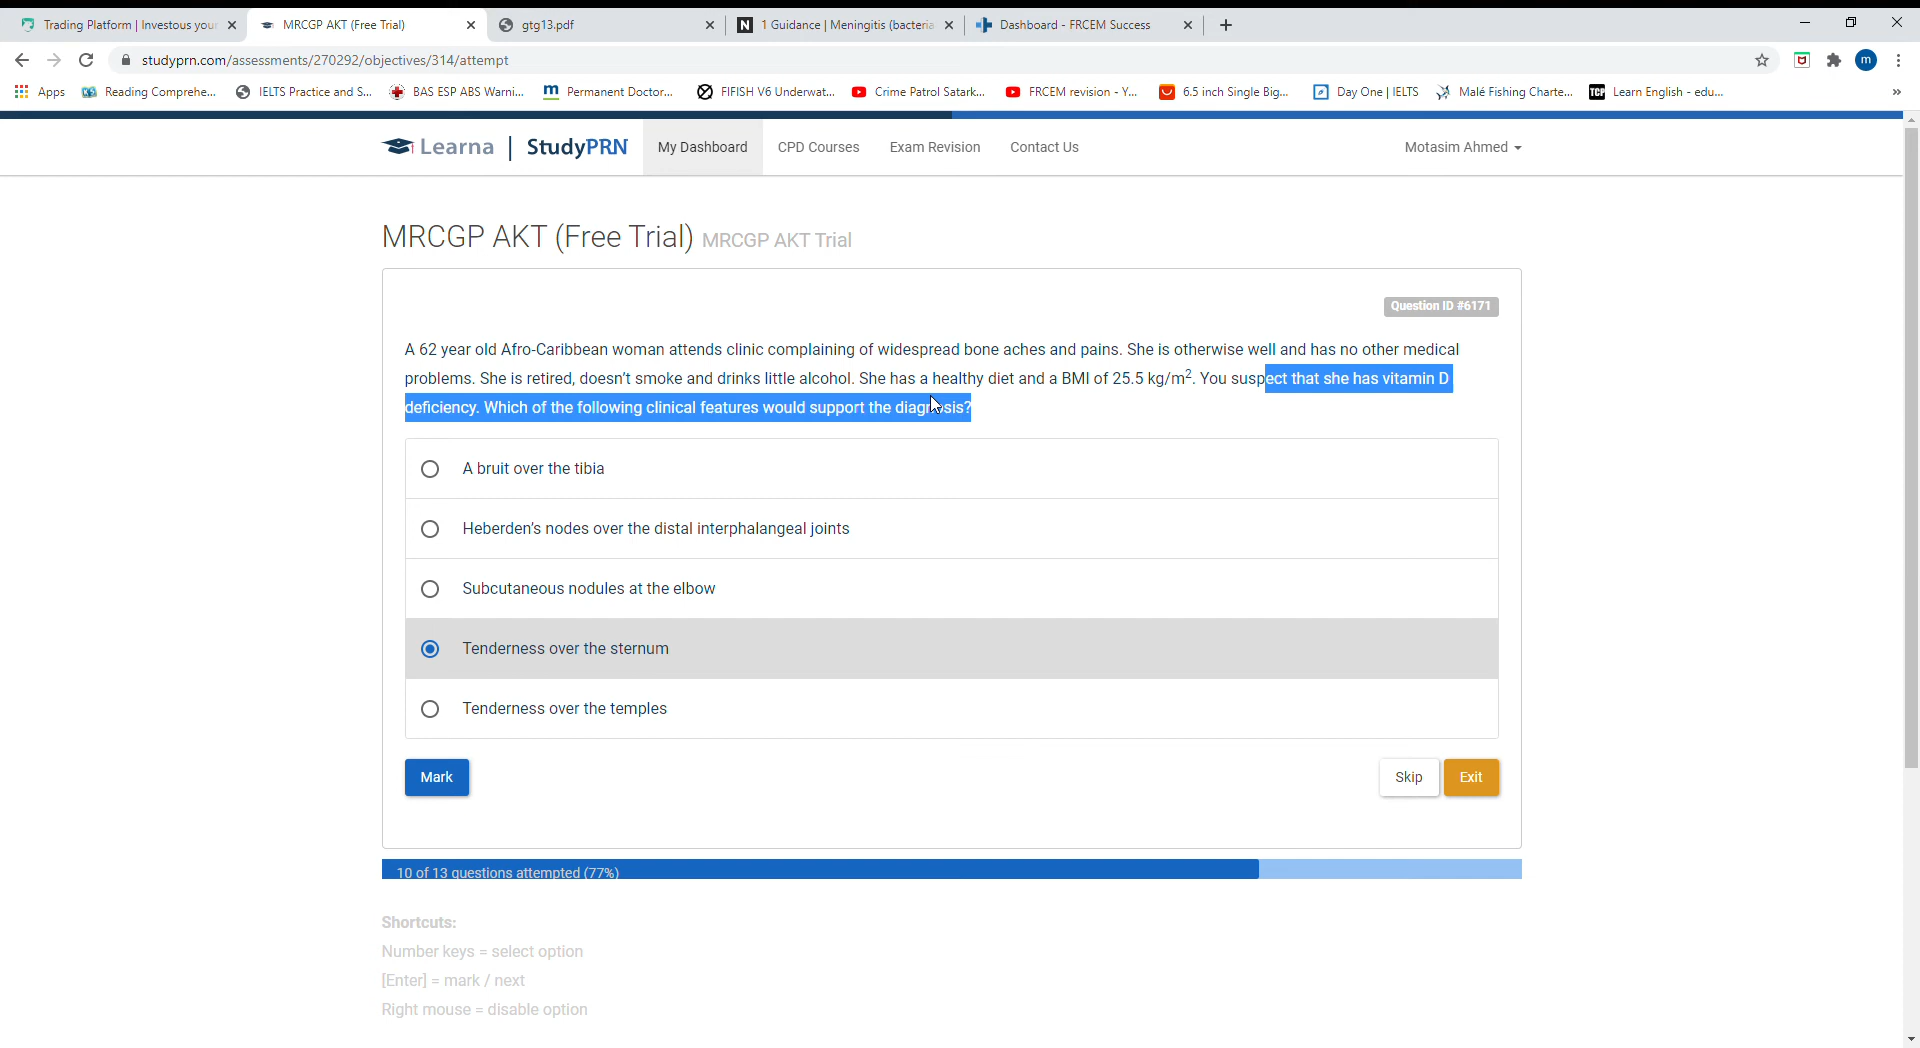 Trading Platform | Investous your
MRCGP AKT (Free Trial)
gtg13.pdf
1 Guidance | Meningitis (bacteria
Dashboard - FRCEM Success
studyprn.com/assessments/270292/objectives/314/attempt
m
Apps
Reading Comprehe...
IELTS Practice and S...
BAS ESP ABS Warni...
Permanent Doctor...
FIFISH V6 Underwat...
Crime Patrol Satark...
FRCEM revision - Y...
6.5 inch Single Big...
Day One | IELTS
Malé Fishing Charte...
TCP
Learn English - edu...
»
Learna | StudyPRN
My Dashboard
CPD Courses
Exam Revision
Contact Us
Motasim Ahmed
MRCGP AKT (Free Trial) MRCGP AKT Trial
Question ID #6171
A 62 year old Afro-Caribbean woman attends clinic complaining of widespread bone aches and pains. She is otherwise well and has no other medical
problems. She is retired, doesn't smoke and drinks little alcohol. She has a healthy diet and a BMI of 25.5 kg/m². You suspect that she has vitamin D
deficiency. Which of the following clinical features would support the diagnosis?
A bruit over the tibia
Heberden's nodes over the distal interphalangeal joints
Subcutaneous nodules at the elbow
Tenderness over the sternum
Tenderness over the temples
Mark
Skip
Exit
10 of 13 questions attempted (77%)
Shortcuts:
Number keys = select option
[Enter] = mark / next
Right mouse = disable option